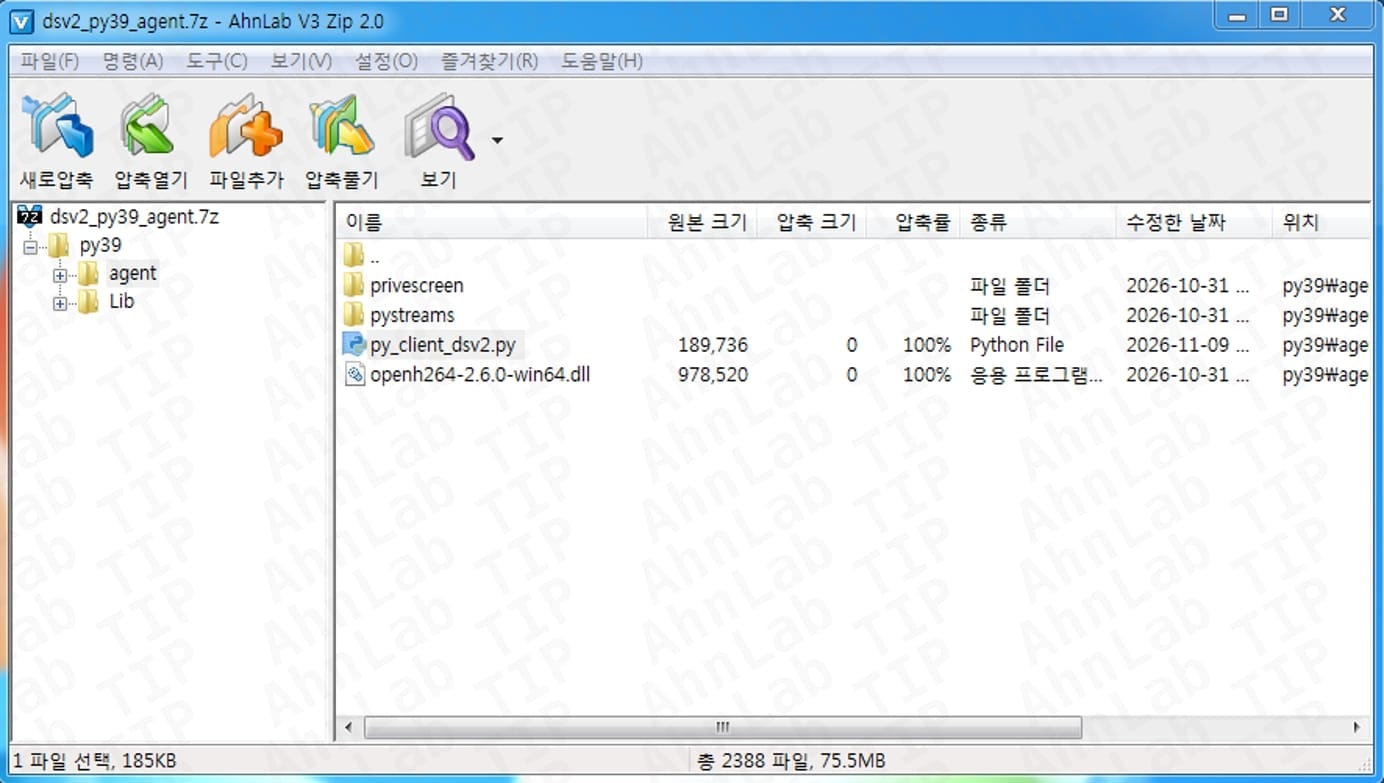 dsv2_py39_agent.7z - AhnLab V3 Zip 2.0
파일(F) 명령(A) 도구(C) 보기(V) 설정(O) 즐겨찾기(R) 도움말(H)
새로압축 압축열기 파일추가 압축풀기 보기
dsv2_py39_agent.7z
py39
agent
Lib
이름 원본 크기 압축 크기 압축률 종류 수정한 날짜 위치
..
privescreen 파일 폴더 2026-10-31 ... py39₩age
pystreams 파일 폴더 2026-10-31 ... py39₩age
py_client_dsv2.py 189,736 0 100% Python File 2026-11-09 ... py39₩age
openh264-2.6.0-win64.dll 978,520 0 100% 응용 프로그램... 2026-10-31 ... py39₩age
1 파일 선택, 185KB 총 2388 파일, 75.5MB
AhnLab TIP